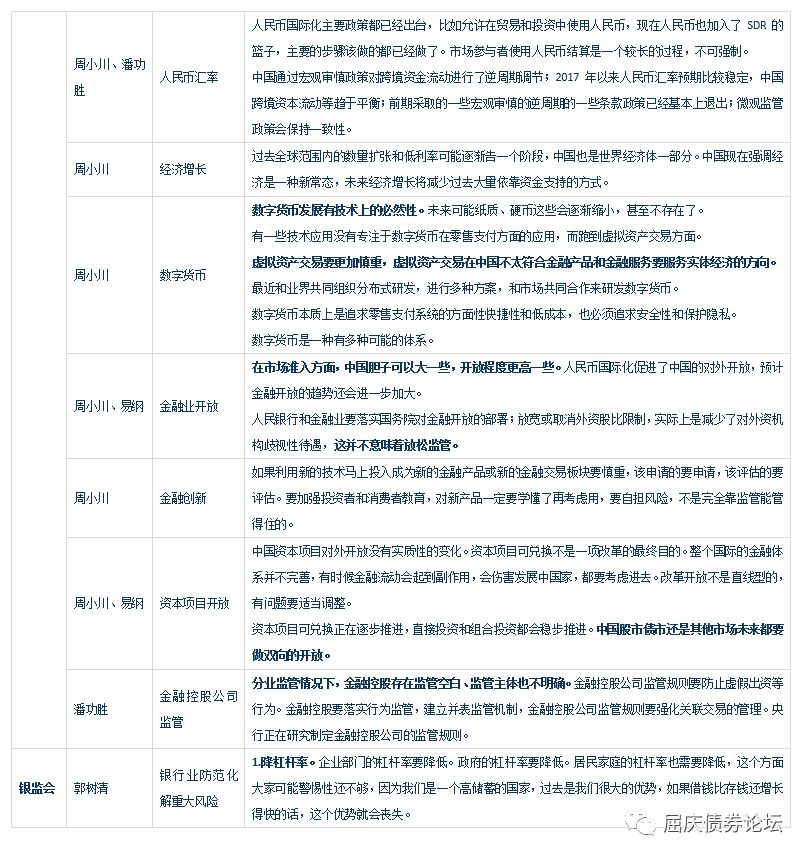 人民币国际化主要政策都已经出台，比如允许在贸易和投资中使用人民币，现在人民币也加入了 SDR 的
篮子，主要的步骤该做的都已经做了。市场参与者使用人民币结算是一个较长的过程，不可强制。
周小川、潘功
胜
人民币汇率
中国通过宏观审慎政策对跨境资金流动进行了逆周期调节；2017 年以来人民币汇率预期比较稳定，中国
跨境资本流动等趋于平衡；前期采取的一些宏观审慎的逆周期的一些条款政策已经基本上退出；微观监管
政策会保持一致性。
周小川
经济增长
过去全球范围内的数量扩张和低利率可能逐渐告一个阶段，中国也是世界经济体一部分。中国现在强调经
济是一种新常态，未来经济增长将减少过去大量依靠资金支持的方式。
周小川
数字货币
数字货币发展有技术上的必然性。未来可能纸质、硬币这些会逐渐缩小，甚至不存在了。
有一些技术应用没有专注于数字货币在零售支付方面的应用，而跑到虚拟资产交易方面。
虚拟资产交易要更加慎重，虚拟资产交易在中国不太符合金融产品和金融服务要服务实体经济的方向。
最近和业界共同组织分布式研发，进行多种方案，和市场共同合作来研发数字货币。
数字货币本质上是追求零售支付系统的方面性快捷性和低成本，也必须追求安全性和保护隐私。
数字货币是一种有多种可能的体系。
周小川、易纲
金融业开放
在市场准入方面，中国胆子可以大一些，开放程度更高一些。人民币国际化促进了中国的对外开放，预计
金融开放的趋势还会进一步加大。
人民银行和金融业要落实国务院对金融开放的部署；放宽或取消外资股比限制，实际上是减少了对外资机
构歧视性待遇，这并不意味着放松监管。
周小川
金融创新
如果利用新的技术马上投入成为新的金融产品或新的金融交易板块要慎重，该申请的要申请，该评估的要
评估。要加强投资者和消费者教育，对新产品一定要学懂了再考虑用，要自担风险，不是完全靠监管能管
得住的。
周小川、易纲
资本项目开放
中国资本项目对外开放没有实质性的变化。资本项目可兑换不是一项改革的最终目的。整个国际的金融体
系并不完善，有时候金融流动会起到副作用，会伤害发展中国家，都要考虑进去。改革开放不是直线型的，
有问题要适当调整。
资本项目可兑换正在逐步推进，直接投资和组合投资都会稳步推进。中国股市债市还是其他市场未来都要
做双向的开放。
潘功胜
金融控股公司
监管
分业监管情况下，金融控股存在监管空白、监管主体也不明确。金融控股公司监管规则要防止虚假出资等
行为。金融控股要落实行为监管，建立并表监管机制，金融控股公司监管规则要强化关联交易的管理。央
行正在研究制定金融控股公司的监管规则。
银监会
郭树清
银行业防范化
解重大风险
1.降杠杆率。企业部门的杠杆率要降低。政府的杠杆率要降低。居民家庭的杠杆率也需要降低，这个方面
大家可能警惕性还不够，因为我们是一个高储蓄的国家，过去是我们很大的优势，如果借钱比存钱还增长
得快的话，这个优势就会丧失。
屈庆债券论坛